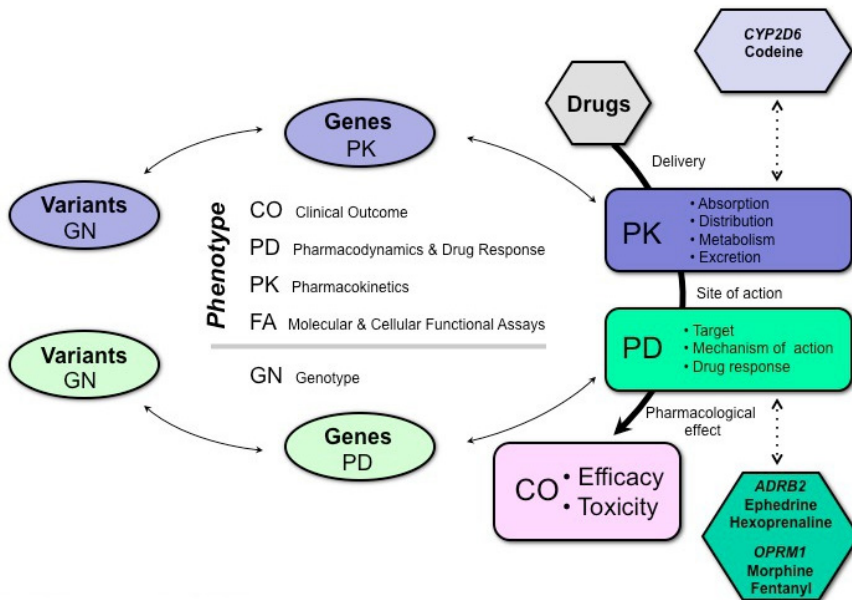 CYP2D6
Codeine
Drugs
Delivery
Genes
PK
Variants
GN
Phenotype
CO Clinical Outcome
PD Pharmacodynamics & Drug Response
PK Pharmacokinetics
FA Molecular & Cellular Functional Assays
GN Genotype
PK
• Absorption
• Distribution
• Metabolism
• Excretion
Site of action
PD
• Target
• Mechanism of action
• Drug response
Variants
GN
Genes
PD
Pharmacological
effect
CO
• Efficacy
• Toxicity
ADRB2
Ephedrine
Hexoprenaline
OPRM1
Morphine
Fentanyl